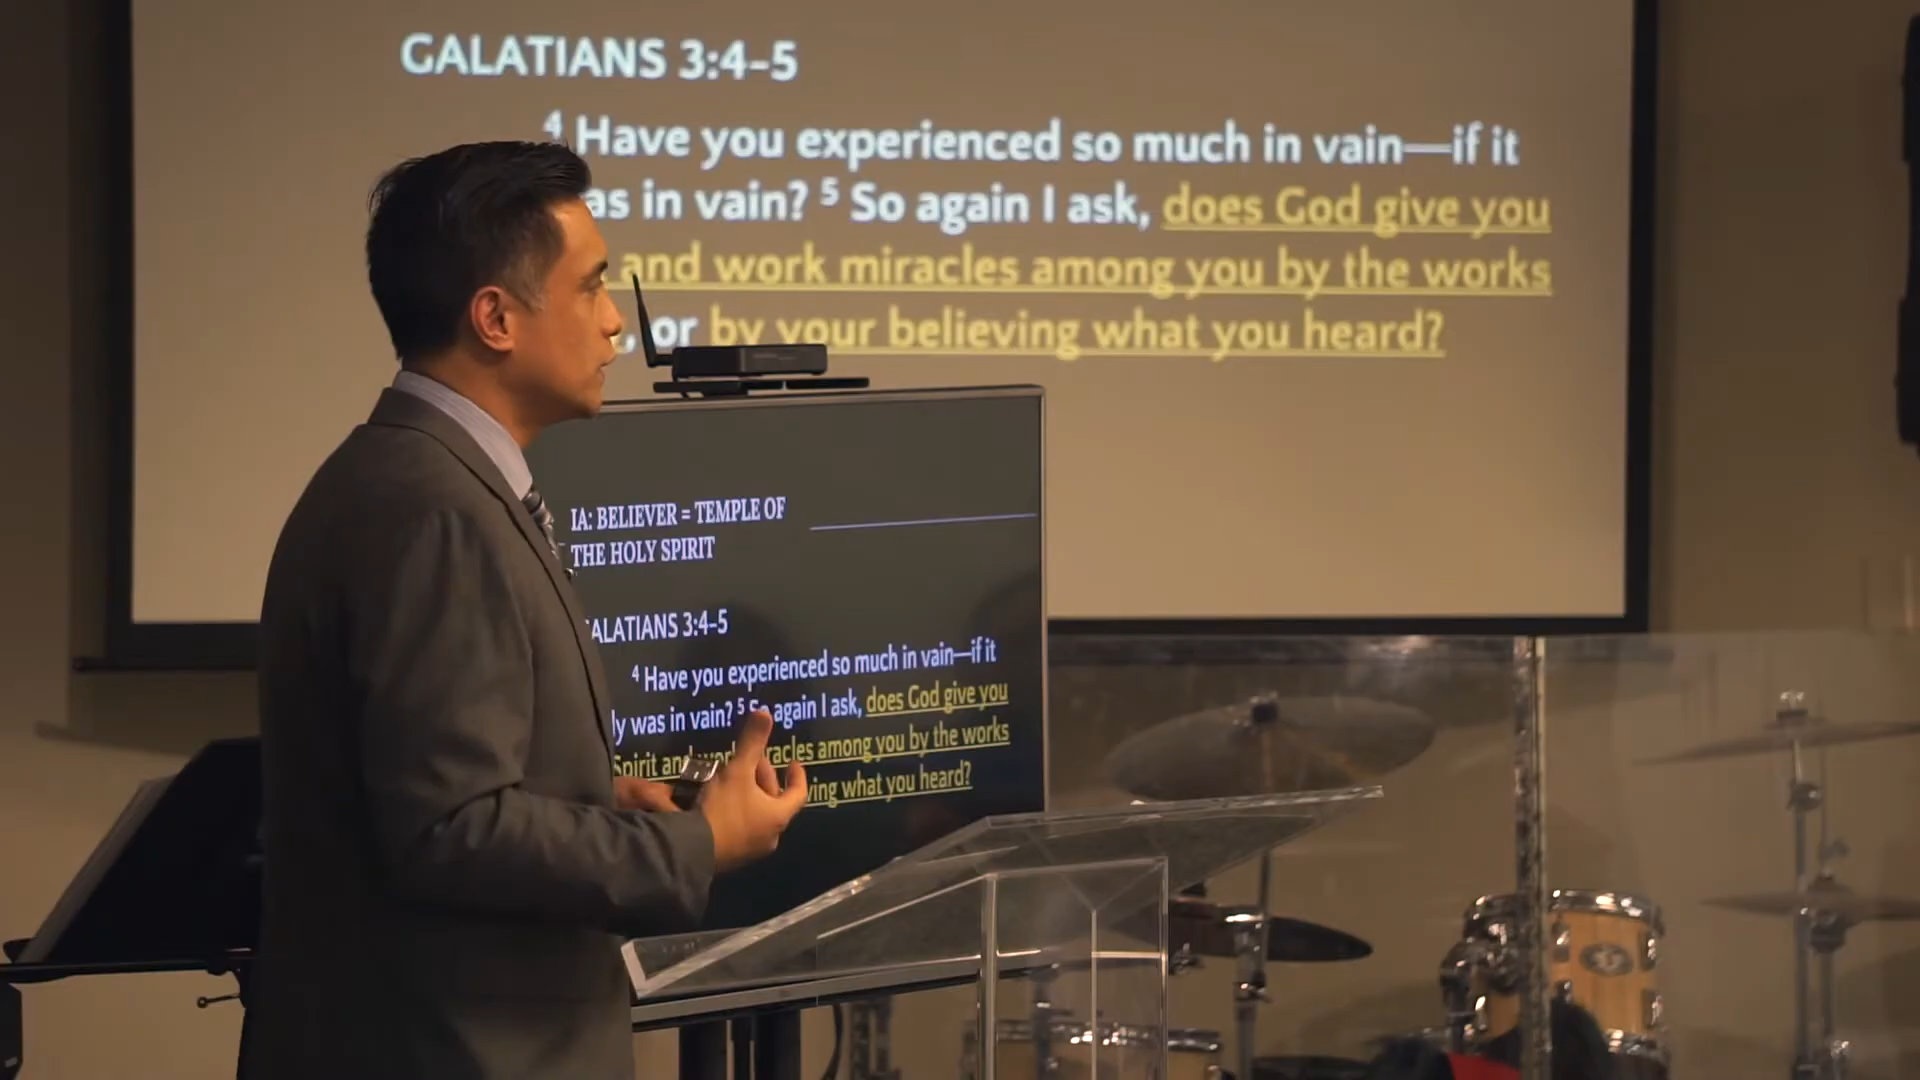 GALATIANS 3:4-5
4 Have you experienced so much in vain—if it
as in vain? 5 So again I ask, does God give you
and work miracles among you by the works
, or by your believing what you heard?
IA: BELIEVER = TEMPLE OF
THE HOLY SPIRIT
ALATIANS 3:4-5
4 Have you experienced so much in vain—if it
ly was in vain? 5 So again I ask, does God give you
Spirit and work racles among you by the works
ving what you heard?